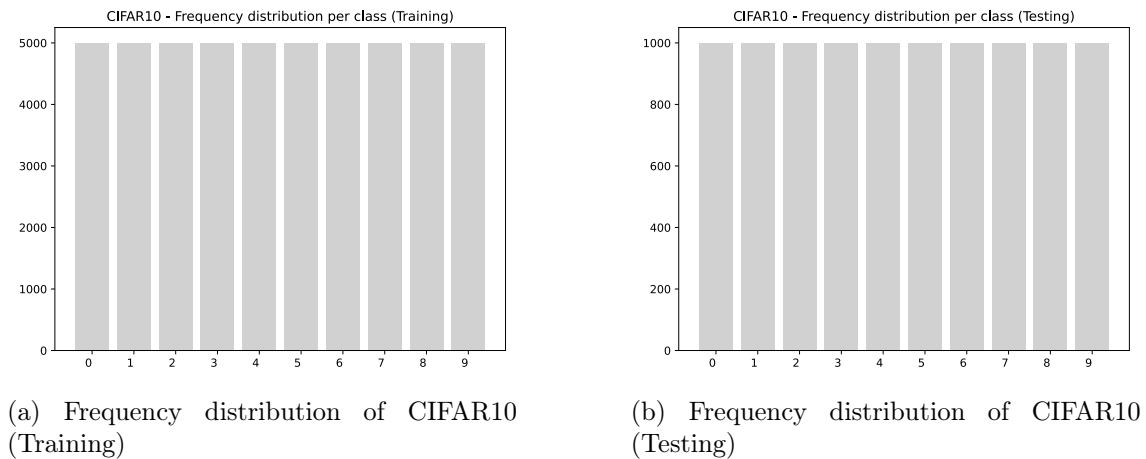 CIFAR10 - Frequency distribution per class (Training)
5000
4000
3000
2000
1000
0
0 1 2 3 4 5 6 7 8 9
(a) Frequency distribution of CIFAR10
(Training)
CIFAR10 - Frequency distribution per class (Testing)
1000
800
600
400
200
0
0 1 2 3 4 5 6 7 8 9
(b) Frequency distribution of CIFAR10
(Testing)